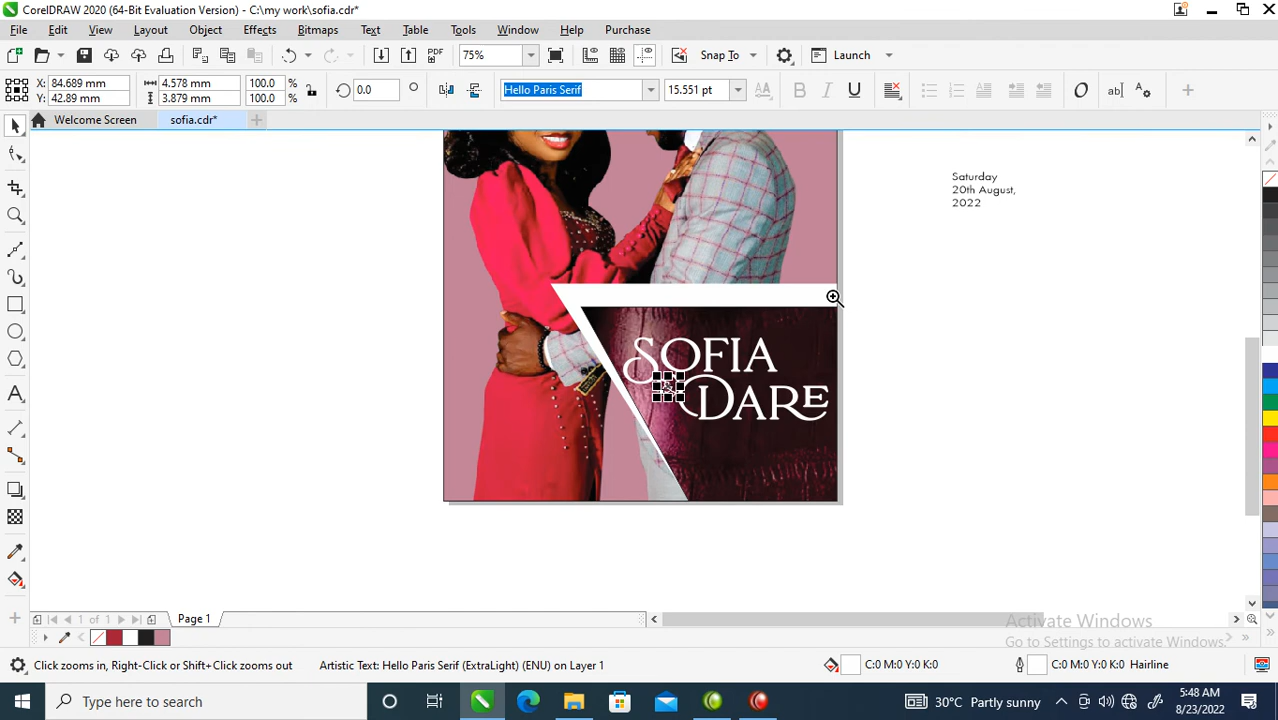 CorelDRAW 2020 (64-Bit Evaluation Version) - C:\my work\sofia.cdr*
File Edit View Layout Object Effects Bitmaps Text Table Tools Window Help Purchase
PDF 75% Snap To Launch
X: 84.689 mm 4.578 mm 100.0 % 0.0 Hello Paris Serif 15.551 pt
Y: 42.89 mm 3.879 mm 100.0 %
Welcome Screen sofia.cdr*
Saturday
20th August,
2022
SOFIA
DARE
1 of 1 Page 1
Activate Windows
Go to Settings to activate Windows.
Click zooms in, Right-Click or Shift+Click zooms out Artistic Text: Hello Paris Serif (ExtraLight) (ENU) on Layer 1 C:0 M:0 Y:0 K:0 C:0 M:0 Y:0 K:0 Hairline
Type here to search 30°C Partly sunny 5:48 AM
8/23/2022